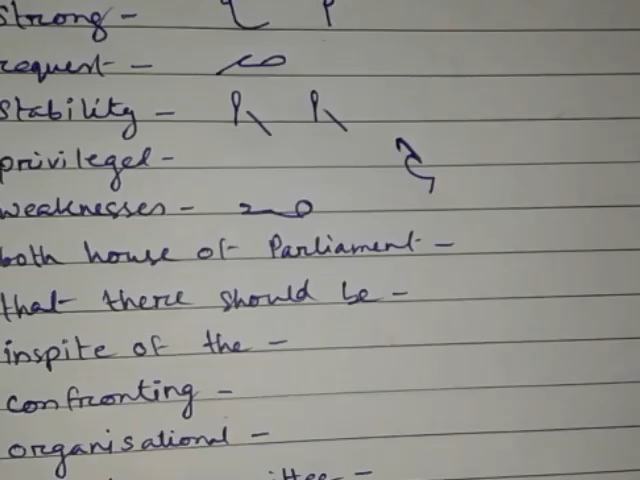 strong -
request -
stability -
privileged -
weaknesses -
both house of Parliament -
that there should be -
inspite of the -
confronting -
organisational -